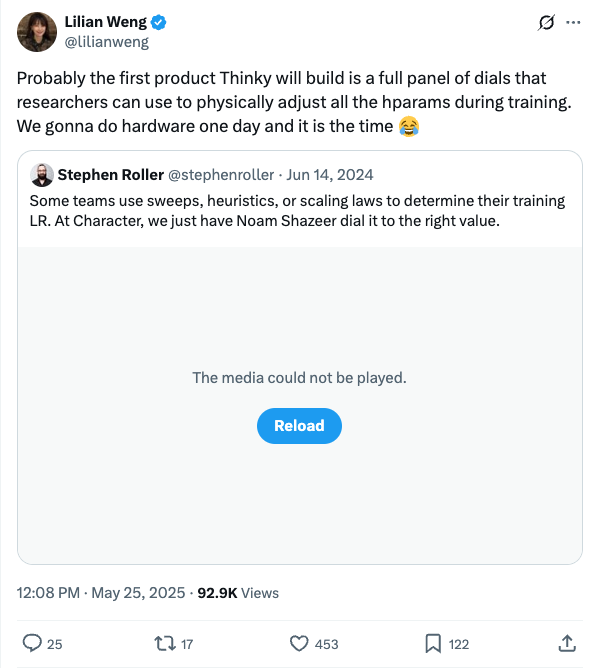 Lilian Weng
@lilianweng
Probably the first product Thinky will build is a full panel of dials that
researchers can use to physically adjust all the hparams during training.
We gonna do hardware one day and it is the time 😂
Stephen Roller @stephenroller · Jun 14, 2024
Some teams use sweeps, heuristics, or scaling laws to determine their training
LR. At Character, we just have Noam Shazeer dial it to the right value.
The media could not be played.
Reload
12:08 PM · May 25, 2025 · 92.9K Views
25 17 453 122